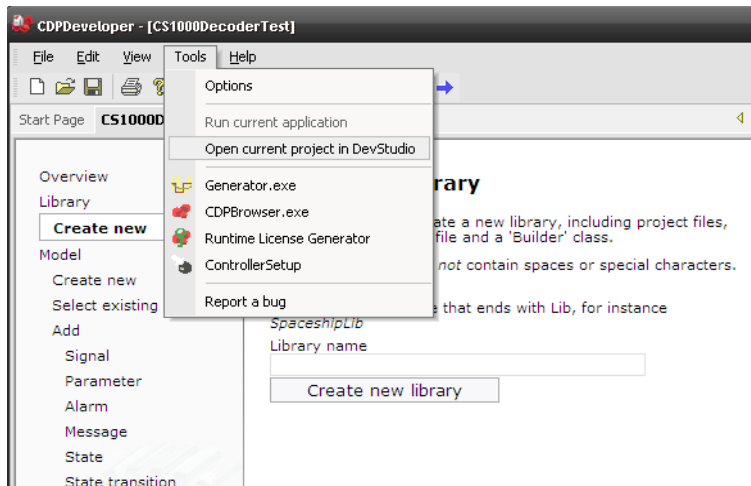 CDPDeveloper - [CS1000DecoderTest]
File Edit View Tools Help
Start Page CS1000D
Options
Run current application
Open current project in DevStudio
Generator.exe
CDPBrowser.exe
Runtime License Generator
ControllerSetup
Report a bug
Overview
Library
Create new
Model
Create new
Select existing
Add
Signal
Parameter
Alarm
Message
State
State transition
rary
ate a new library, including project files,
file and a 'Builder' class.
not contain spaces or special characters.
e that ends with Lib, for instance
SpaceshipLib
Library name
Create new library